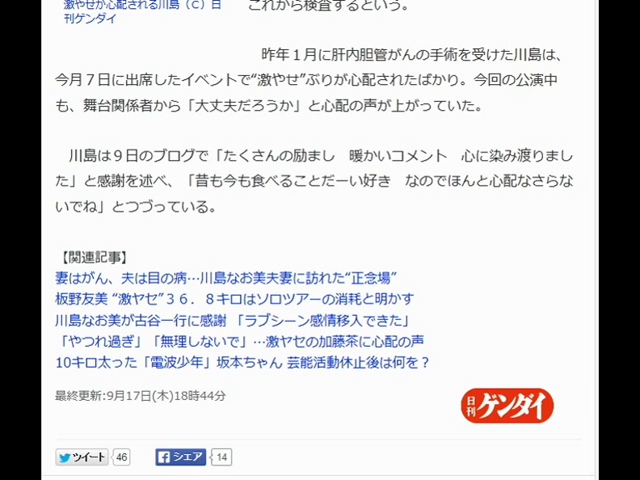 激やせが心配される川島（Ｃ）日
刊ゲンダイ
これから検査するという。
昨年１月に肝内胆管がんの手術を受けた川島は、
今月７日に出席したイベントで“激やせ”ぶりが心配されたばかり。今回の公演中
も、舞台関係者から「大丈夫だろうか」と心配の声が上がっていた。
川島は９日のブログで「たくさんの励まし　暖かいコメント　心に染み渡りまし
た」と感謝を述べ、「昔も今も食べることだーい好き　なのでほんと心配なさらな
いでね」とつづっている。
【関連記事】
妻はがん、夫は目の病…川島なお美夫妻に訪れた“正念場”
板野友美 “激ヤセ”３６．８キロはソロツアーの消耗と明かす
川島なお美が古谷一行に感謝 「ラブシーン感情移入できた」
「やつれ過ぎ」「無理しないで」…激ヤセの加藤茶に心配の声
10キロ太った「電波少年」坂本ちゃん 芸能活動休止後は何を？
最終更新:9月17日(木)18時44分
日刊ゲンダイ
ツイート 46 シェア 14